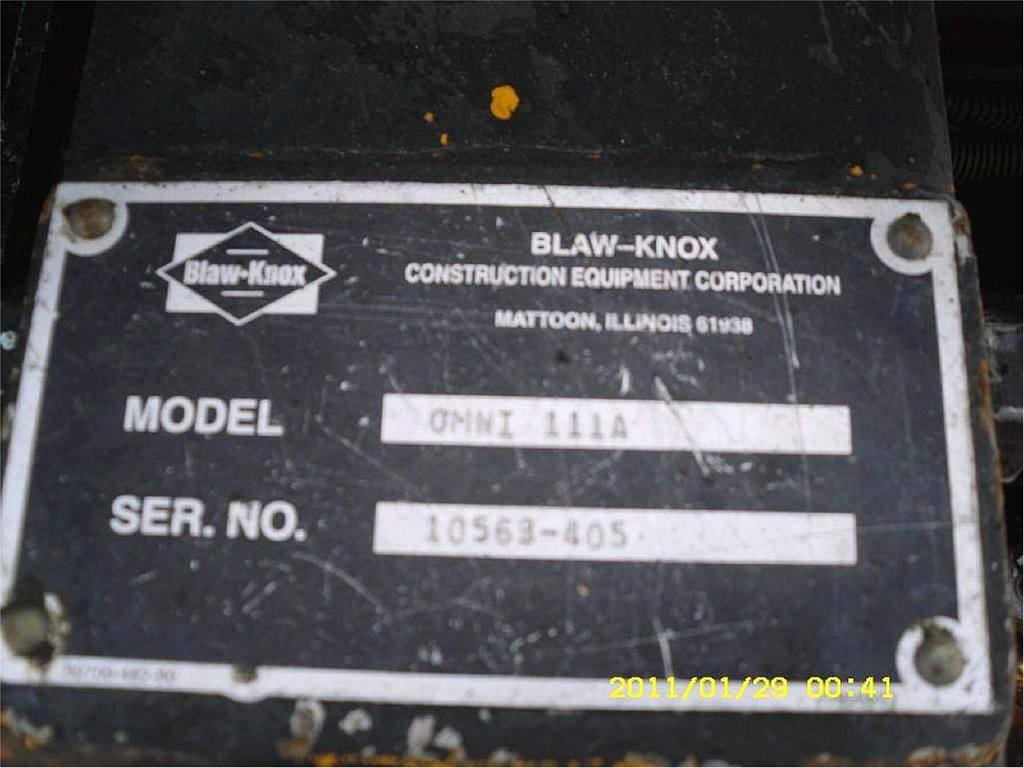 Blaw-Knox
BLAW-KNOX
CONSTRUCTION EQUIPMENT CORPORATION
MATTOON, ILLINOIS 61938
MODEL OMNI 111A
SER. NO. 10563-405
2011/01/29 00:41